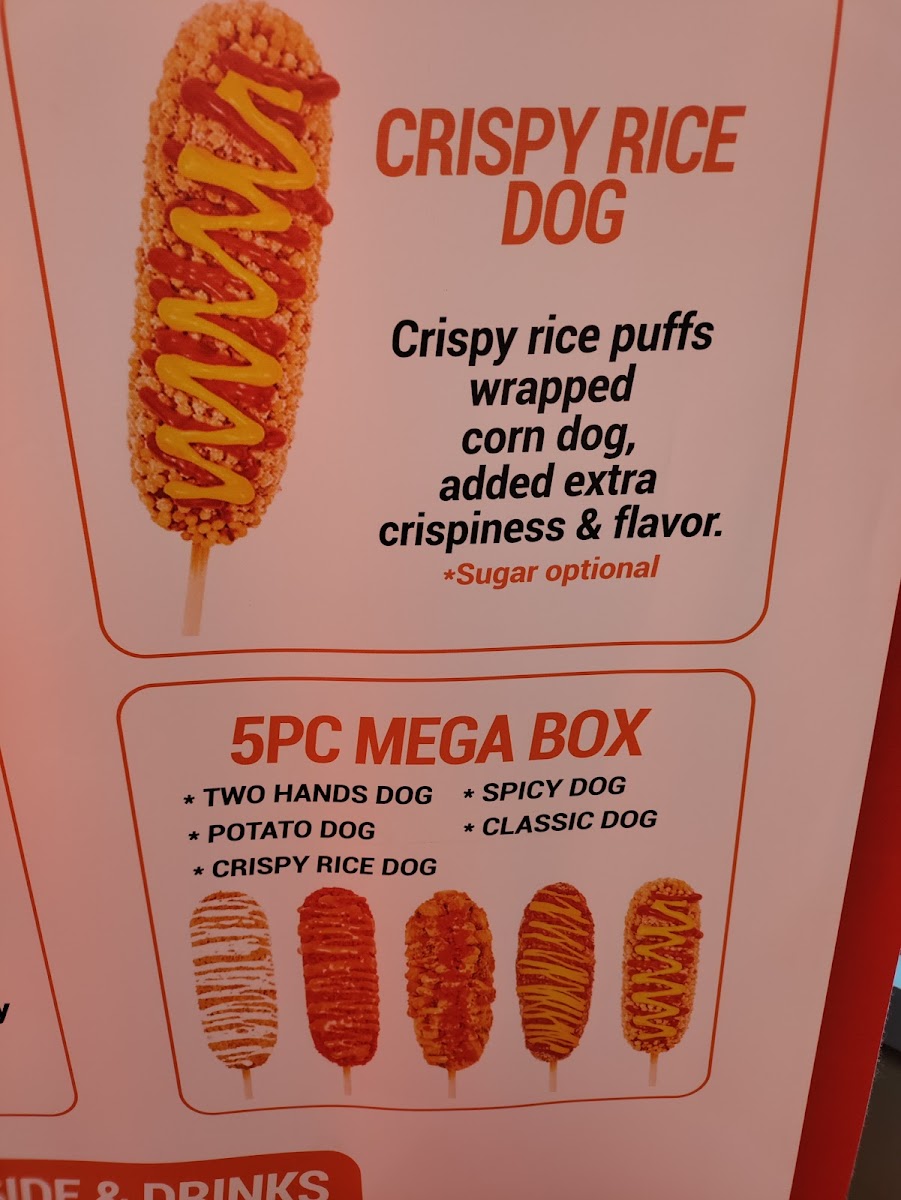 CRISPY RICE
DOG
Crispy rice puffs
wrapped
corn dog,
added extra
crispiness & flavor.
*Sugar optional
5PC MEGA BOX
* TWO HANDS DOG
* POTATO DOG
* CRISPY RICE DOG
* SPICY DOG
* CLASSIC DOG
y
& DRINKS